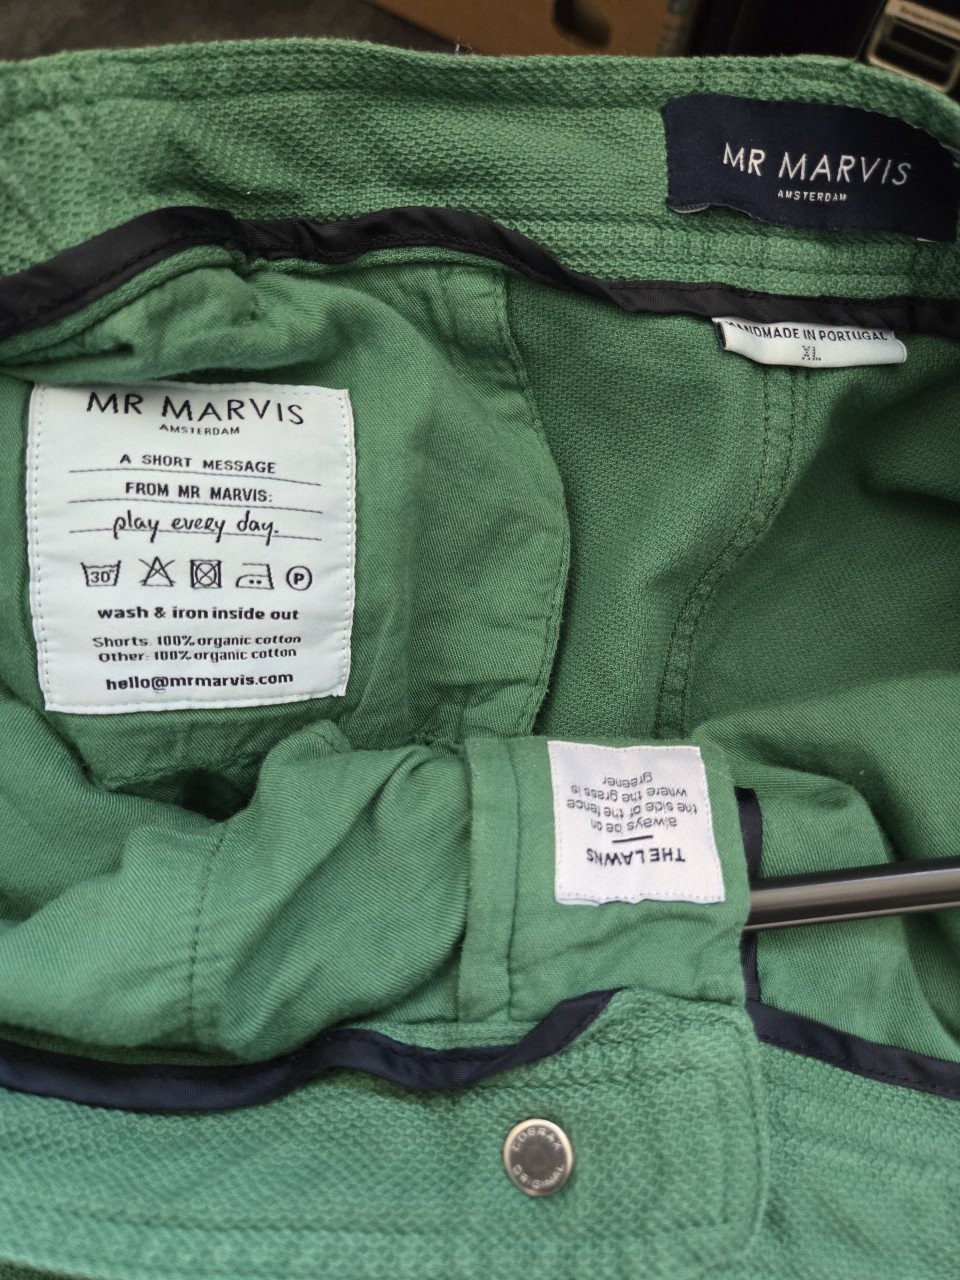 MR MARVIS
AMSTERDAM
HANDMADE IN PORTUGAL
XL
MR MARVIS
AMSTERDAM
A SHORT MESSAGE
FROM MR MARVIS:
play every day.
30°
P
wash & iron inside out
Shorts: 100% organic cotton
Other: 100% organic cotton
hello@mrmarvis.com
THE LAWNS
always be on
the side of the fence
where the grass is
greener
COBRAX
ORIGINAL